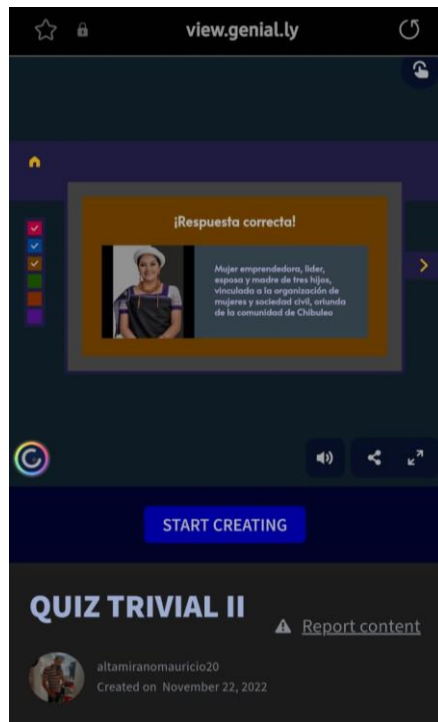 view.genial.ly
¡Respuesta correcta!
Mujer emprendedora, líder,
esposa y madre de tres hijos,
vinculada a la organización de
mujeres y sociedad civil, oriunda
de la comunidad de Chibuleo
START CREATING
QUIZ TRIVIAL II
Report content
altamiranomauricio20
Created on November 22, 2022